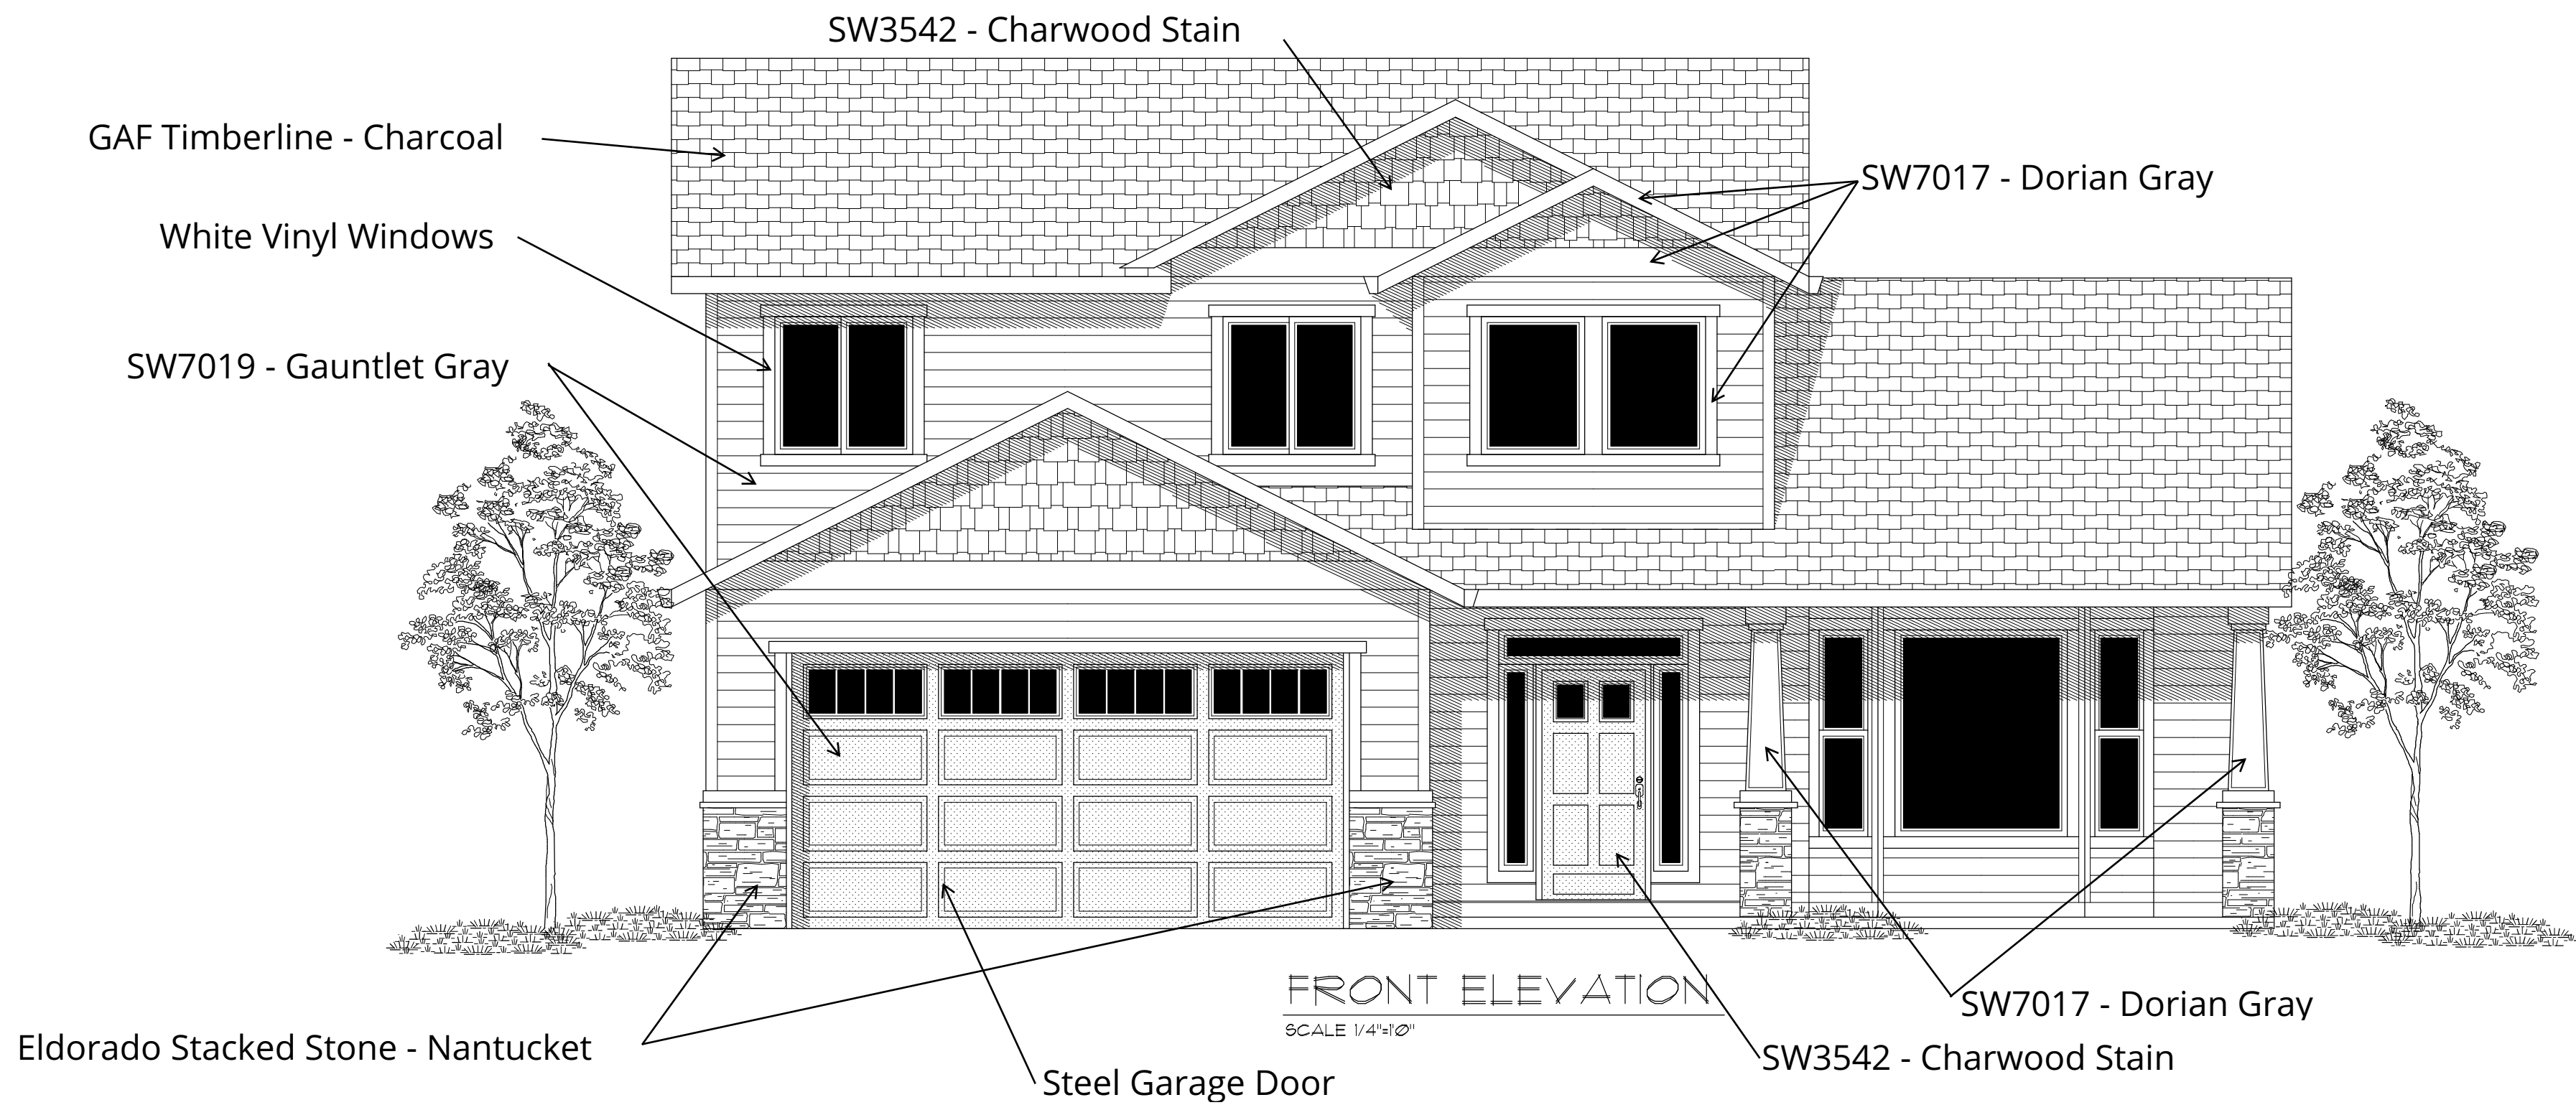 SW3542 - Charwood Stain
GAF Timberline - Charcoal
SW7017 - Dorian Gray
White Vinyl Windows
SW7019 - Gauntlet Gray
FRONT ELEVATION
SCALE 1/4"=1'0"
SW7017 - Dorian Gray
Eldorado Stacked Stone - Nantucket
SW3542 - Charwood Stain
Steel Garage Door